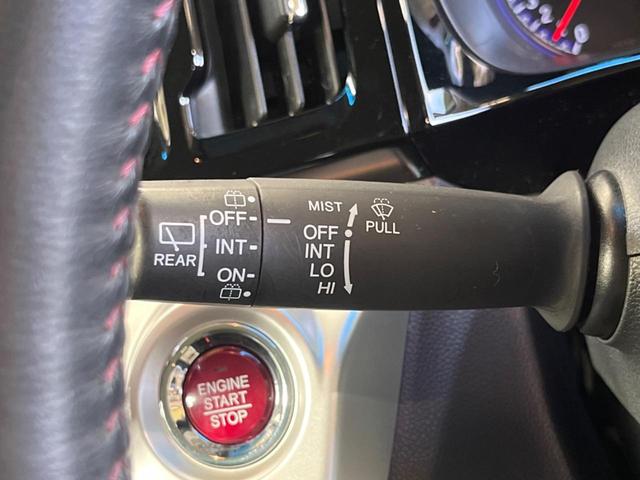 REAR
OFF
INT
ON
MIST
OFF
INT
LO
HI
PULL
ENGINE
START
STOP